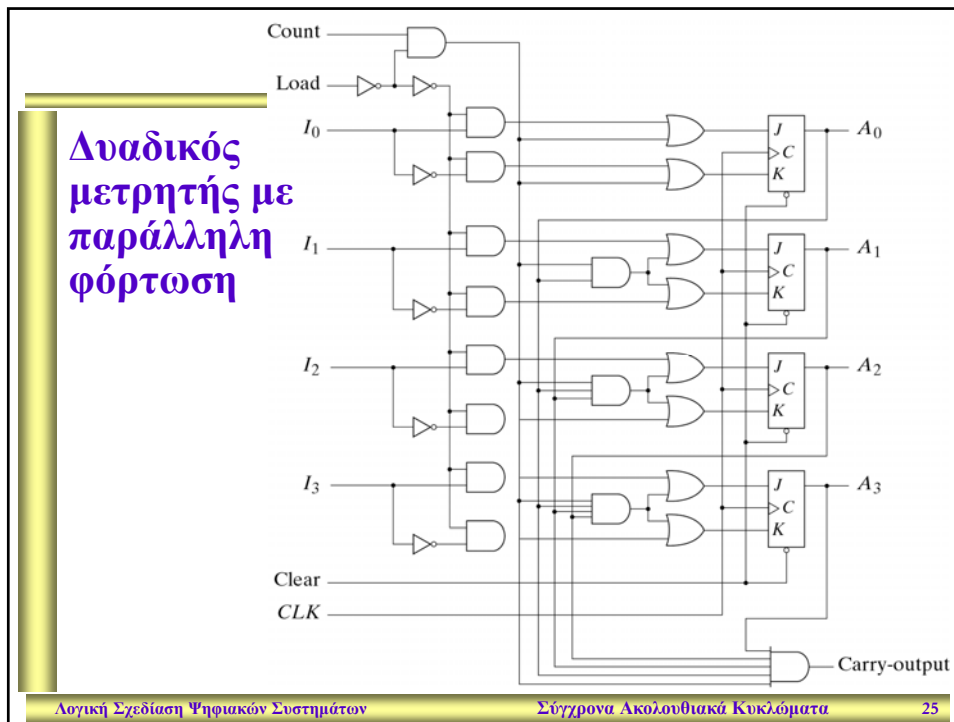 Count
Load
Δυαδικός
μετρητής με
παράλληλη
φόρτωση
I0
J
C
K
A0
I1
J
C
K
A1
I2
J
C
K
A2
I3
J
C
K
A3
Clear
CLK
Carry-output
Λογική Σχεδίαση Ψηφιακών Συστημάτων Σύγχρονα Ακολουθιακά Κυκλώματα 25